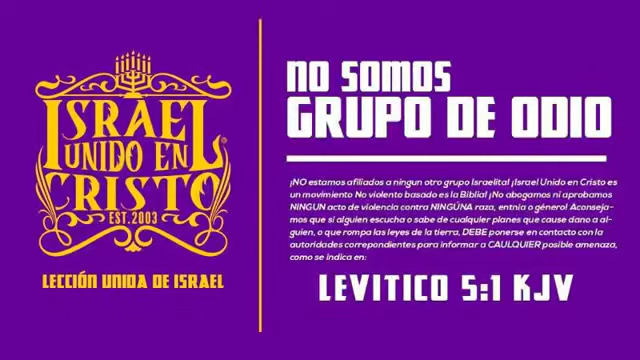 ISRAEL
UNIDO EN
CRISTO
EST. 2003
LECCIÓN UNIDA DE ISRAEL
NO SOMOS
GRUPO DE ODIO
¡NO estamos afiliados a ningun otro grupo Israelita! ¡Israel Unido en Cristo es
un movimiento No violento basado es la Biblia! ¡No abogamos ni aprobamos
NINGUN acto de violencia contra NINGÚNA raza, entnia o género! Aconseja-
mos que si alguien escucha o sabe de cualquier planes que cause dano a al-
guien, o que rompa las leyes de la tierra, DEBE ponerse en contacto con la
autoridades correpondientes para informar a CAULQUIER posible amenaza,
como se indica en:
LEVITICO 5:1 KJV